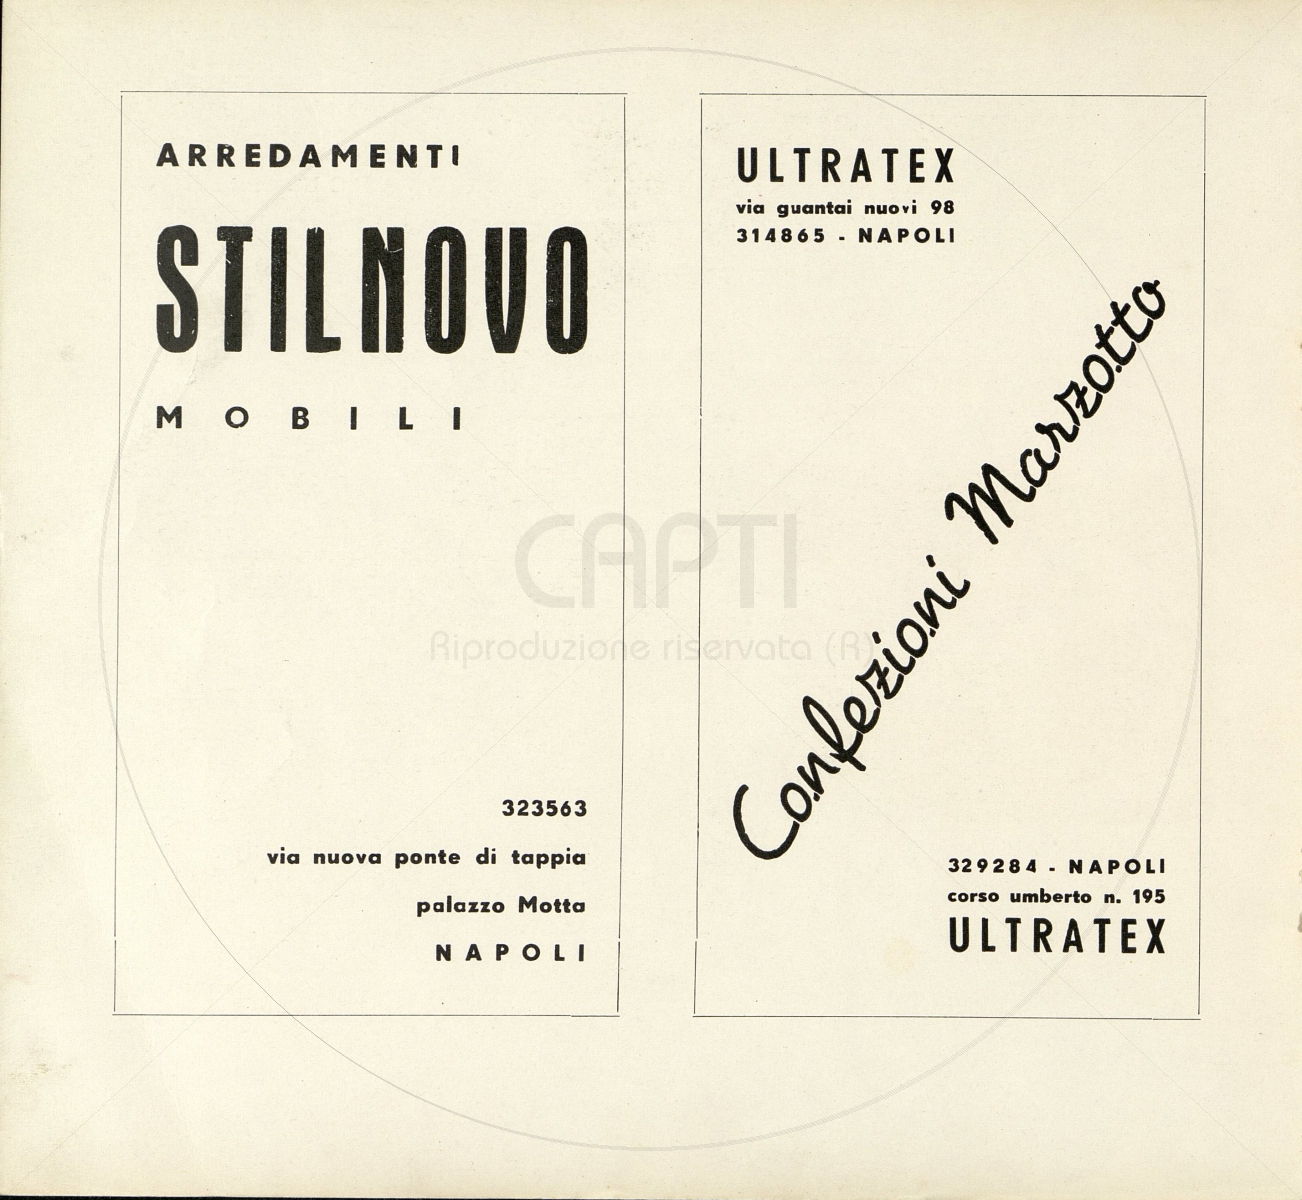 ARREDAMENTI
STILNOVO
MOBILI
323563
via nuova ponte di tappia
palazzo Motta
NAPOLI
ULTRATEX
via guantai nuovi 98
314865 - NAPOLI
Confezioni Marzotto
329284 - NAPOLI
corso umberto n. 195
ULTRATEX
CAPTI
Riproduzione riservata (R)